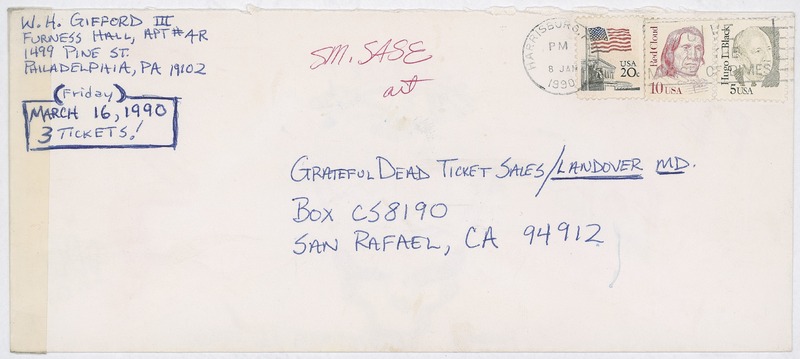 W. H. GIFFORD III
FURNESS HALL, APT #4R
1499 PINE ST.
PHILADELPHIA, PA 19102
(Friday)
MARCH 16, 1990
3 TICKETS!
SM. SASE
art
HARRISBURG,
PM
8 JAN
1990
USA
20c
Red Cloud
10 USA
Hugo L. Black
5 USA
GRATEFUL DEAD TICKET SALES/LANDOVER MD.
BOX CS8190
SAN RAFAEL, CA 94912